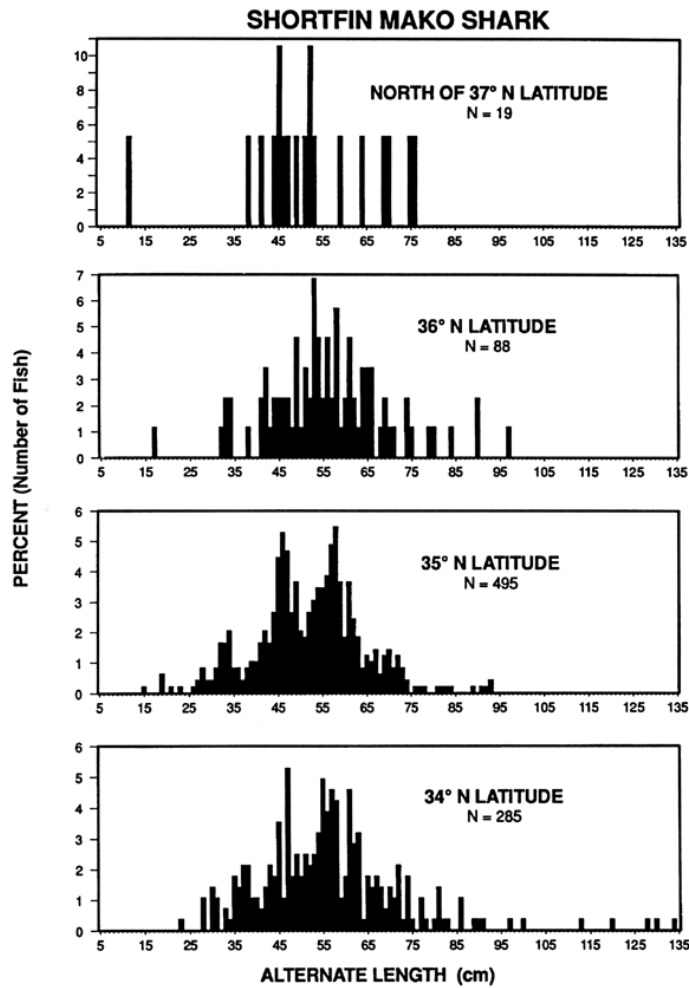 SHORTFIN MAKO SHARK
10
8
6
4
2
0
NORTH OF 37° N LATITUDE
N = 19
5 15 25 35 45 55 65 75 85 95 105 115 125 135
7
6
5
4
3
2
1
0
36° N LATITUDE
N = 88
5 15 25 35 45 55 65 75 85 95 105 115 125 135
PERCENT (Number of Fish)
6
5
4
3
2
1
0
35° N LATITUDE
N = 495
5 15 25 35 45 55 65 75 85 95 105 115 125 135
6
5
4
3
2
1
0
34° N LATITUDE
N = 285
5 15 25 35 45 55 65 75 85 95 105 115 125 135
ALTERNATE LENGTH (cm)